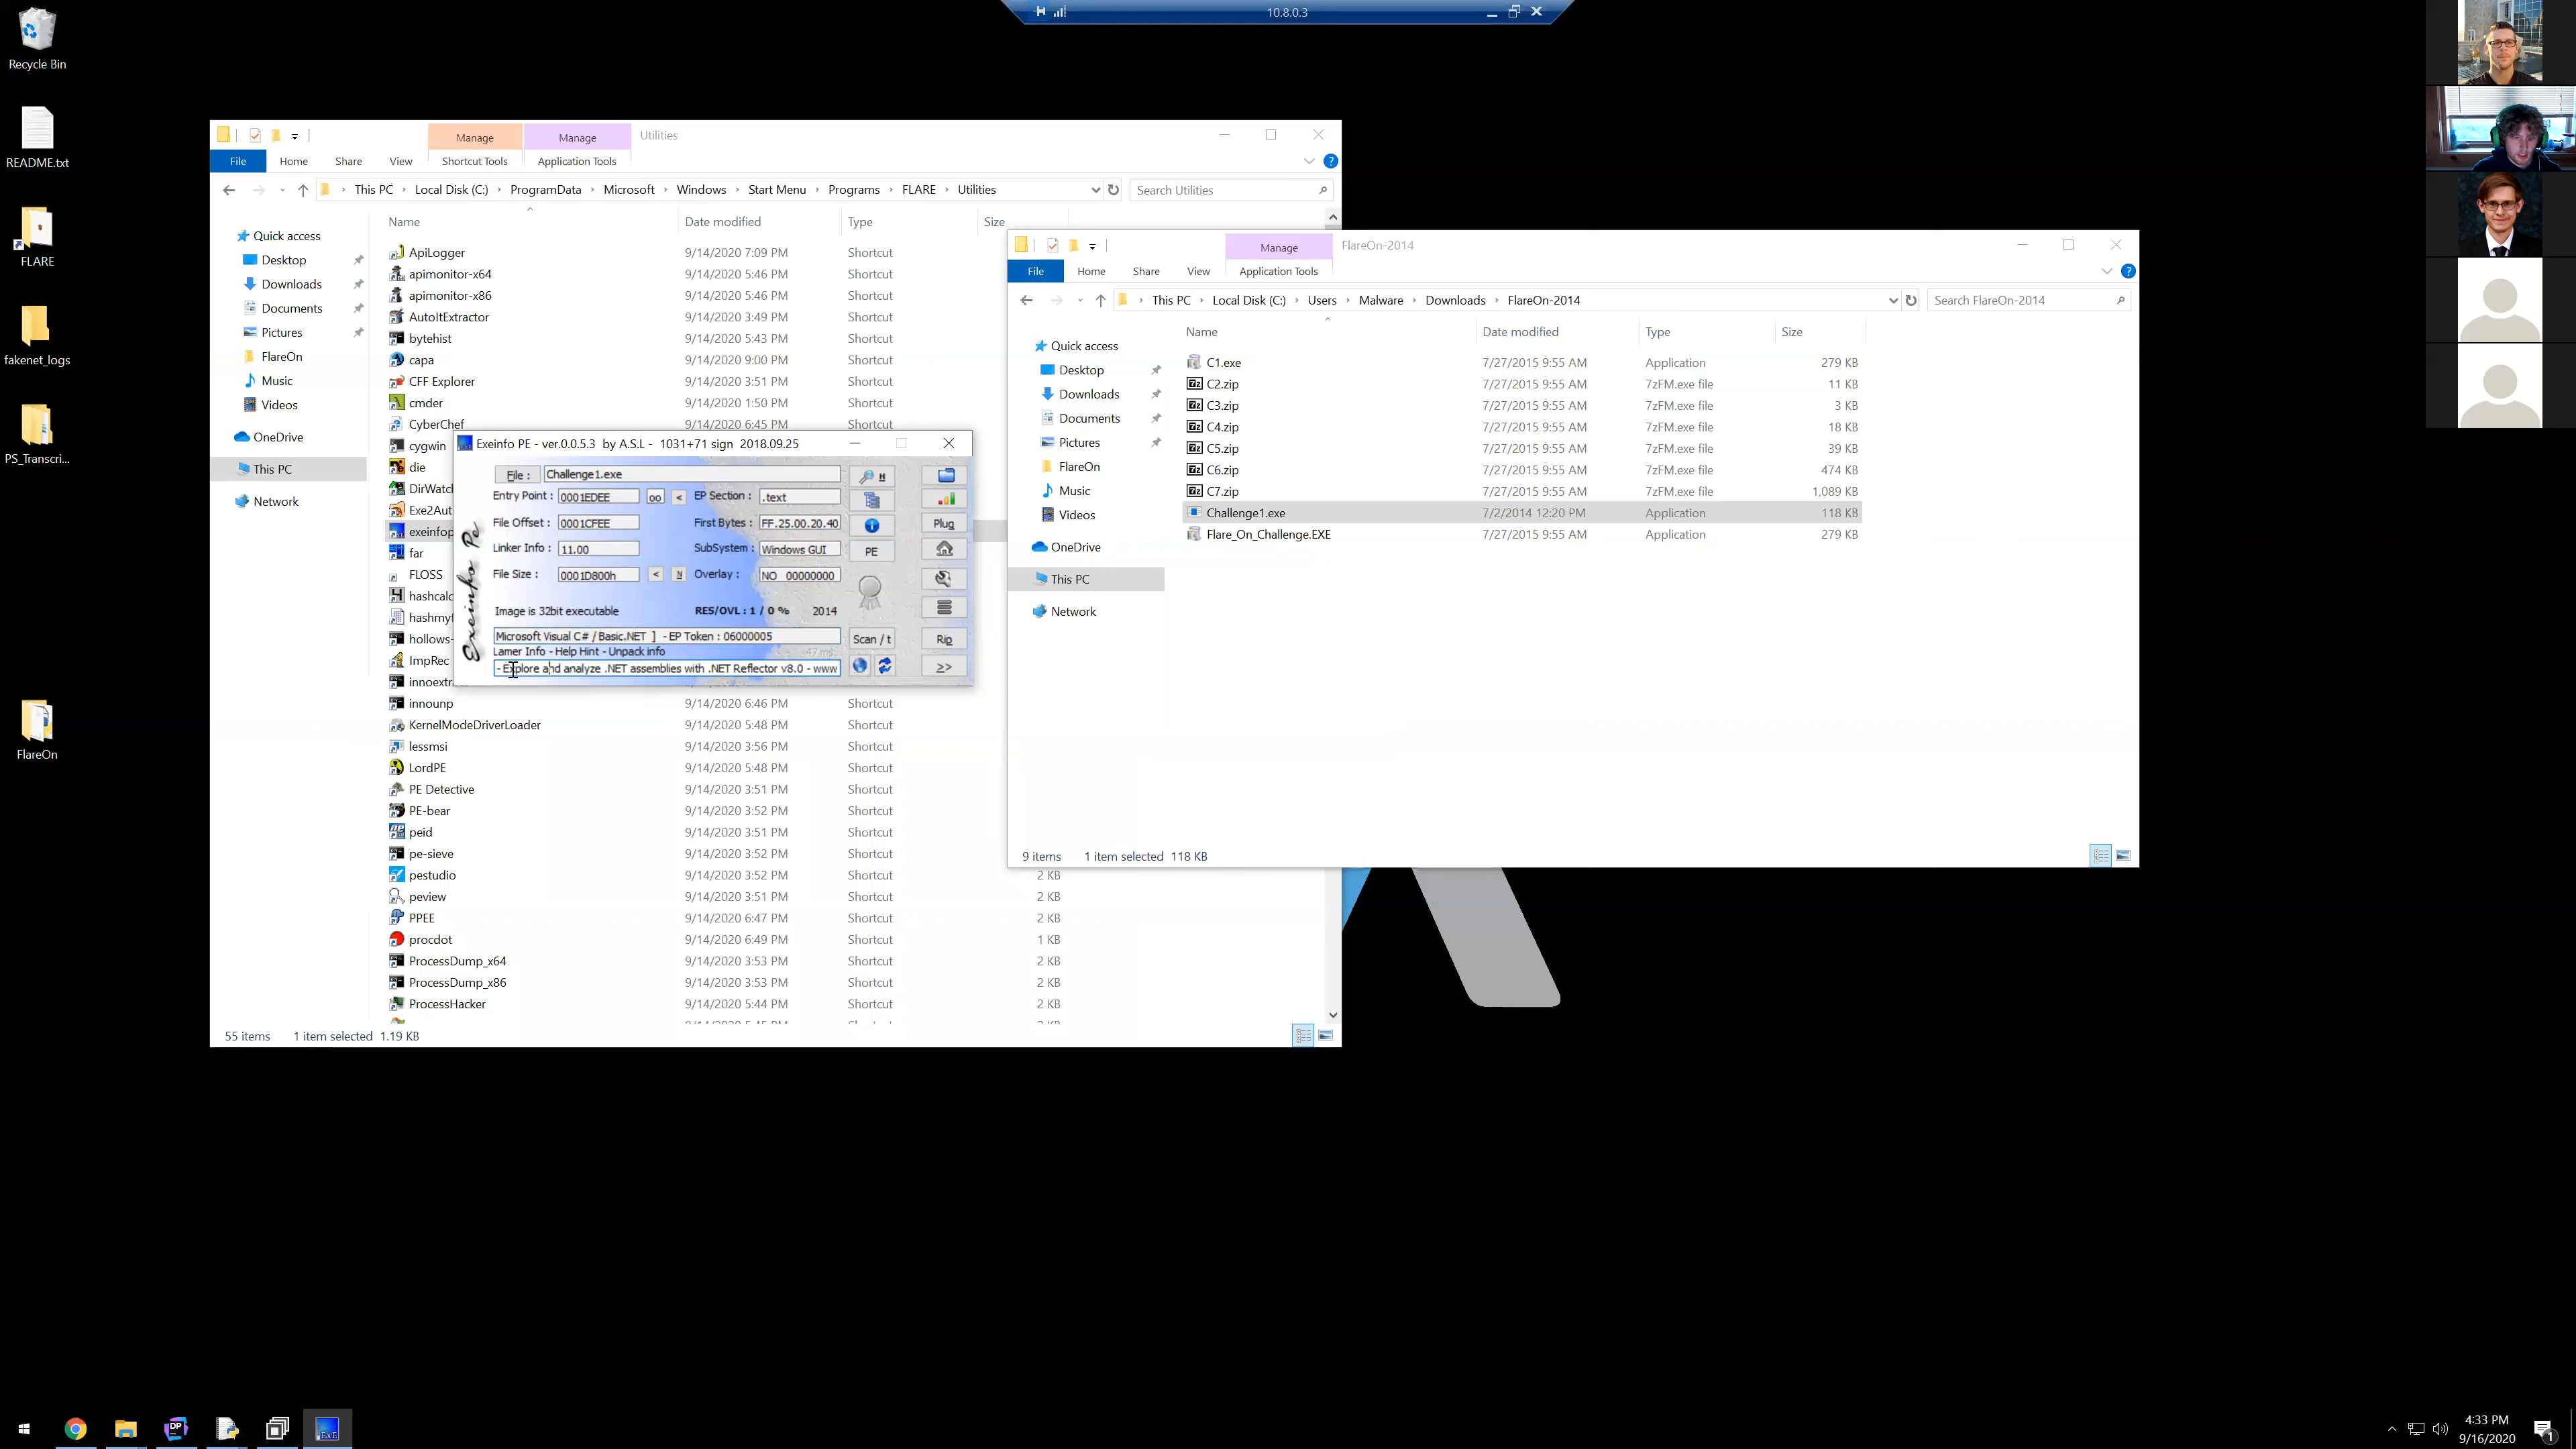 10.8.0.3
Recycle Bin
README.txt
FLARE
fakenet_logs
PS_Transcri...
FlareOn
Manage
Manage
Utilities
File
Home
Share
View
Shortcut Tools
Application Tools
This PC
Local Disk (C:)
ProgramData
Microsoft
Windows
Start Menu
Programs
FLARE
Utilities
Search Utilities
Name
Date modified
Type
Size
Quick access
Desktop
Downloads
Documents
Pictures
FlareOn
Music
Videos
OneDrive
This PC
Network
ApiLogger 9/14/2020 7:09 PM Shortcut
apimonitor-x64 9/14/2020 5:46 PM Shortcut
apimonitor-x86 9/14/2020 5:46 PM Shortcut
AutoItExtractor 9/14/2020 3:49 PM Shortcut
bytehist 9/14/2020 5:43 PM Shortcut
capa 9/14/2020 9:00 PM Shortcut
CFF Explorer 9/14/2020 3:51 PM Shortcut
cmder 9/14/2020 1:50 PM Shortcut
CyberChef 9/14/2020 6:45 PM Shortcut
cygwin
die
DirWatch
Exe2Aut
exeinfop
far
FLOSS
hashcalc
hashmyf
hollows-
ImpRec
innoextra
innounp 9/14/2020 6:46 PM Shortcut
KernelModeDriverLoader 9/14/2020 5:48 PM Shortcut
lessmsi 9/14/2020 3:56 PM Shortcut
LordPE 9/14/2020 5:48 PM Shortcut
PE Detective 9/14/2020 3:51 PM Shortcut
PE-bear 9/14/2020 3:52 PM Shortcut
peid 9/14/2020 3:51 PM Shortcut
pe-sieve 9/14/2020 3:52 PM Shortcut
pestudio 9/14/2020 3:52 PM Shortcut 2 KB
peview 9/14/2020 3:51 PM Shortcut 2 KB
PPEE 9/14/2020 6:47 PM Shortcut 2 KB
procdot 9/14/2020 6:49 PM Shortcut 1 KB
ProcessDump_x64 9/14/2020 3:53 PM Shortcut 2 KB
ProcessDump_x86 9/14/2020 3:53 PM Shortcut 2 KB
ProcessHacker 9/14/2020 5:44 PM Shortcut 2 KB
55 items 1 item selected 1.19 KB
Exeinfo PE - ver.0.0.5.3 by A.S.L - 1031+71 sign 2018.09.25
Exeinfo Pe
File : Challenge1.exe H
Entry Point : 0001EDEE oo < EP Section : .text
File Offset : 0001CFEE First Bytes : FF.25.00.20.40 Plug
Linker Info : 11.00 SubSystem : Windows GUI PE
File Size : 0001D800h < N Overlay : NO 00000000
Image is 32bit executable RES/OVL : 1 / 0 % 2014
Microsoft Visual C# / Basic.NET ] - EP Token : 06000005 Scan / t Rip
Lamer Info - Help Hint - Unpack info 47 ms.
- Explore and analyze .NET assemblies with .NET Reflector v8.0 - www >>
Manage
FlareOn-2014
File
Home
Share
View
Application Tools
This PC
Local Disk (C:)
Users
Malware
Downloads
FlareOn-2014
Search FlareOn-2014
Name
Date modified
Type
Size
Quick access
Desktop
Downloads
Documents
Pictures
FlareOn
Music
Videos
OneDrive
This PC
Network
C1.exe 7/27/2015 9:55 AM Application 279 KB
C2.zip 7/27/2015 9:55 AM 7zFM.exe file 11 KB
C3.zip 7/27/2015 9:55 AM 7zFM.exe file 3 KB
C4.zip 7/27/2015 9:55 AM 7zFM.exe file 18 KB
C5.zip 7/27/2015 9:55 AM 7zFM.exe file 39 KB
C6.zip 7/27/2015 9:55 AM 7zFM.exe file 474 KB
C7.zip 7/27/2015 9:55 AM 7zFM.exe file 1,089 KB
Challenge1.exe 7/2/2014 12:20 PM Application 118 KB
Flare_On_Challenge.EXE 7/27/2015 9:55 AM Application 279 KB
9 items 1 item selected 118 KB
4:33 PM
9/16/2020
1